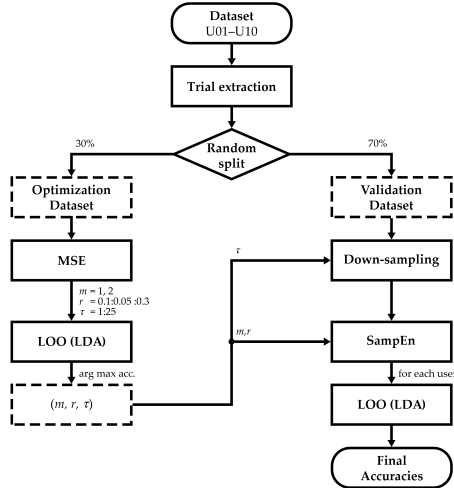 Dataset
U01–U10
Trial extraction
Random
split
30%
70%
Optimization
Dataset
Validation
Dataset
MSE
τ
Down-sampling
m = 1, 2
r = 0.1:0.05 :0.3
τ = 1:25
LOO (LDA)
m,r
SampEn
arg max acc.
for each user
(m, r, τ)
LOO (LDA)
Final
Accuracies